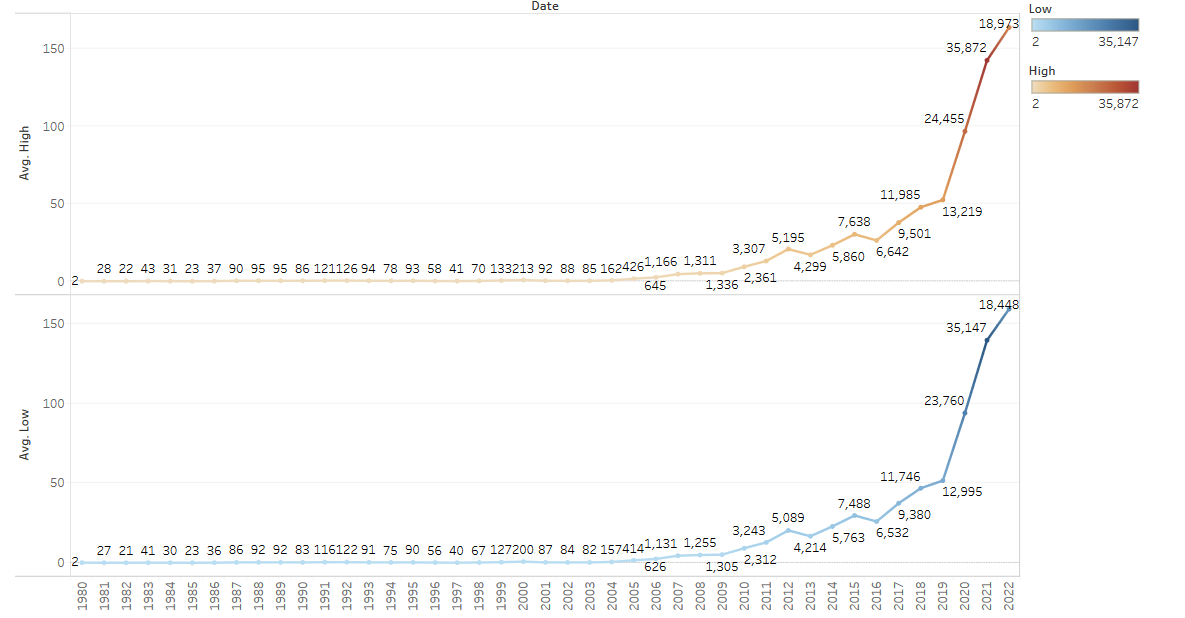 Date
Low
2 35,147
High
2 35,872
Avg. High
150
100
50
0
2 28 22 43 31 23 37 90 95 95 86 121 126 94 78 93 58 41 70 133 213 92 88 85 162 426 645 1,166 1,311 1,336 3,307 2,361 5,195 4,299 5,860 7,638 6,642 9,501 11,985 13,219 24,455 35,872 18,973
Avg. Low
150
100
50
0
2 27 21 41 30 23 36 86 92 92 83 116 122 91 75 90 56 40 67 127 200 87 84 82 157 414 626 1,131 1,255 1,305 3,243 2,312 5,089 4,214 5,763 7,488 6,532 9,380 11,746 12,995 23,760 35,147 18,448
1980 1981 1982 1983 1984 1985 1986 1987 1988 1989 1990 1991 1992 1993 1994 1995 1996 1997 1998 1999 2000 2001 2002 2003 2004 2005 2006 2007 2008 2009 2010 2011 2012 2013 2014 2015 2016 2017 2018 2019 2020 2021 2022